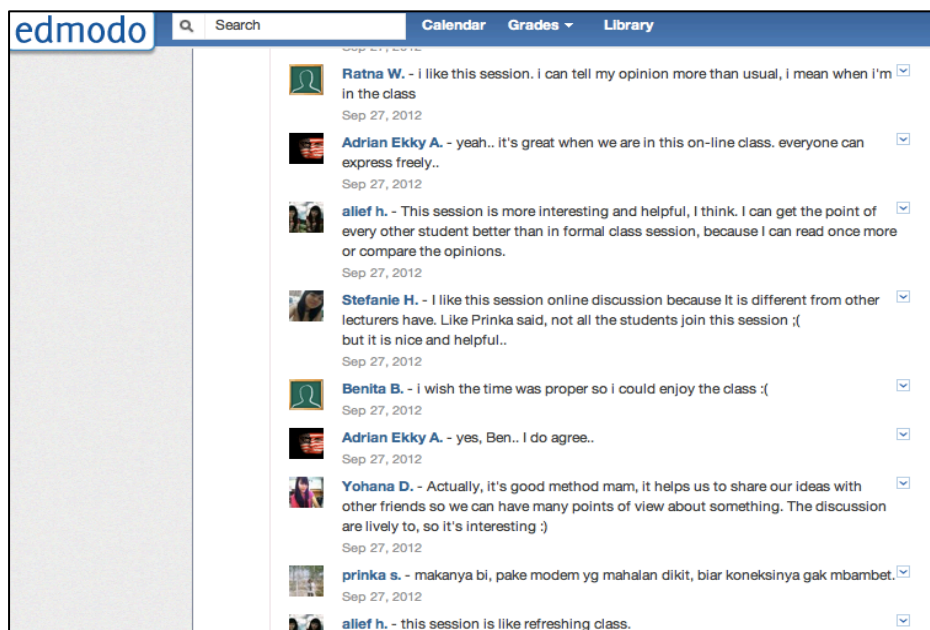 edmodo
Search
Calendar
Grades
Library
Sep 27, 2012
Ratna W. - i like this session. i can tell my opinion more than usual, i mean when i'm
in the class
Sep 27, 2012
Adrian Ekky A. - yeah.. it's great when we are in this on-line class. everyone can
express freely..
Sep 27, 2012
alief h. - This session is more interesting and helpful, I think. I can get the point of
every other student better than in formal class session, because I can read once more
or compare the opinions.
Sep 27, 2012
Stefanie H. - I like this session online discussion because It is different from other
lecturers have. Like Prinka said, not all the students join this session ;(
but it is nice and helpful..
Sep 27, 2012
Benita B. - i wish the time was proper so i could enjoy the class :(
Sep 27, 2012
Adrian Ekky A. - yes, Ben.. I do agree..
Sep 27, 2012
Yohana D. - Actually, it's good method mam, it helps us to share our ideas with
other friends so we can have many points of view about something. The discussion
are lively to, so it's interesting :)
Sep 27, 2012
prinka s. - makanya bi, pake modem yg mahalan dikit, biar koneksinya gak mbambet.
Sep 27, 2012
alief h. - this session is like refreshing class.